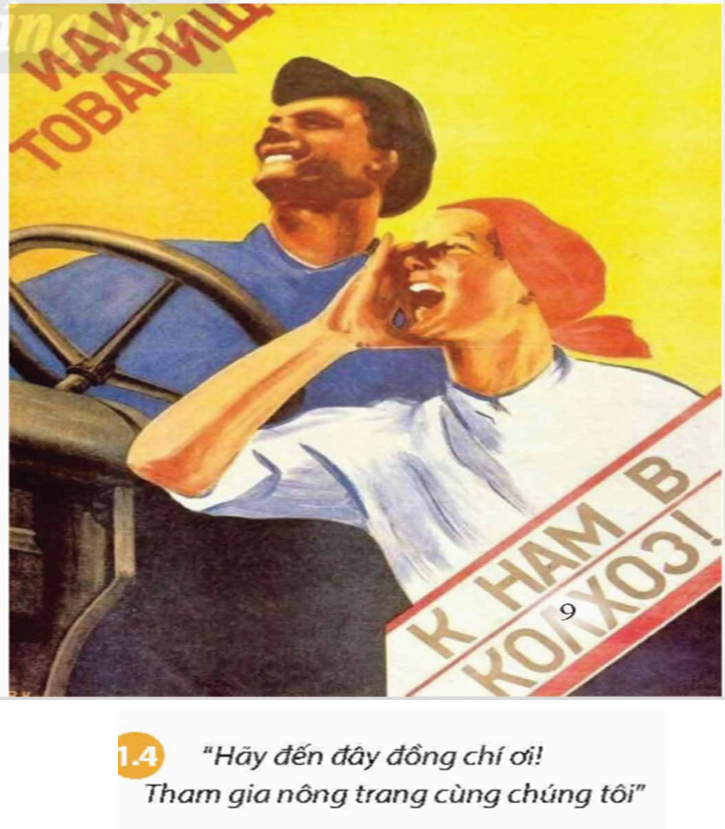 ИДИ
ТОВАРИЩ
К НАМ В
КОЛХОЗ!
9
1.4
"Hãy đến đây đồng chí ơi!
Tham gia nông trang cùng chúng tôi"